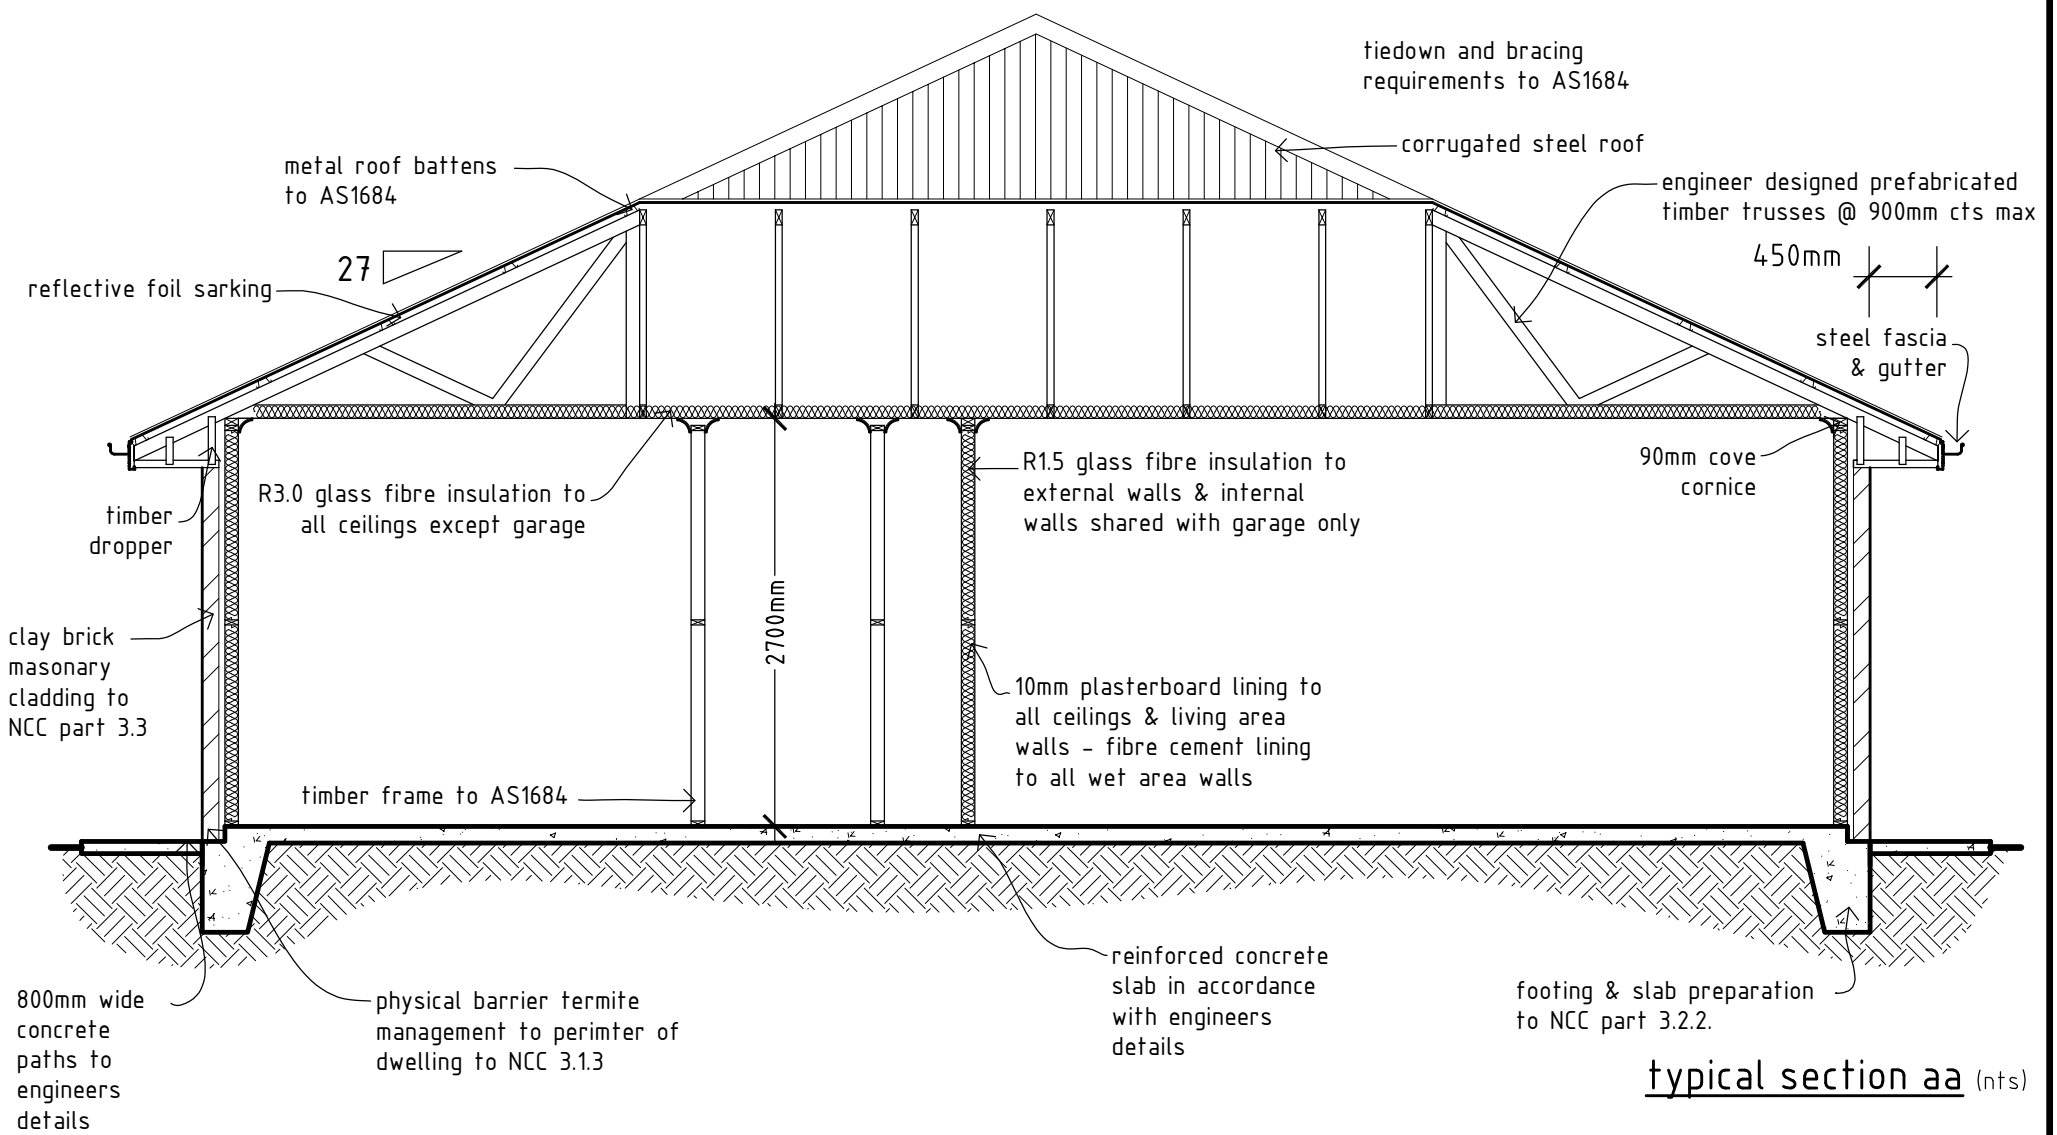 tiedown and bracing
requirements to AS1684
corrugated steel roof
metal roof battens
to AS1684
engineer designed prefabricated
timber trusses @ 900mm cts max
450mm
27
reflective foil sarking
steel fascia
& gutter
R1.5 glass fibre insulation to
external walls & internal
walls shared with garage only
90mm cove
cornice
R3.0 glass fibre insulation to
all ceilings except garage
timber
dropper
2700mm
clay brick
masonary
cladding to
NCC part 3.3
10mm plasterboard lining to
all ceilings & living area
walls - fibre cement lining
to all wet area walls
timber frame to AS1684
reinforced concrete
slab in accordance
with engineers
details
800mm wide
concrete
paths to
engineers
details
physical barrier termite
management to perimter of
dwelling to NCC 3.1.3
footing & slab preparation
to NCC part 3.2.2.
typical section aa (nts)